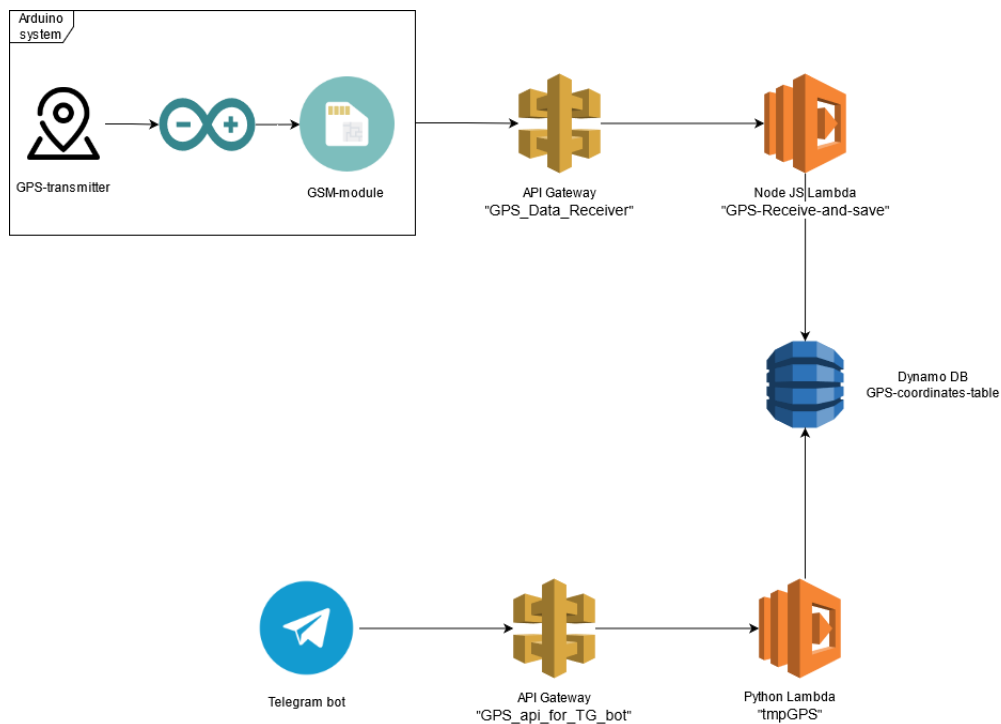 Arduino
system
GPS-transmitter
GSM-module
API Gateway
"GPS_Data_Receiver"
Node JS Lambda
"GPS-Receive-and-save"
Dynamo DB
GPS-coordinates-table
Telegram bot
API Gateway
"GPS_api_for_TG_bot"
Python Lambda
"tmpGPS"